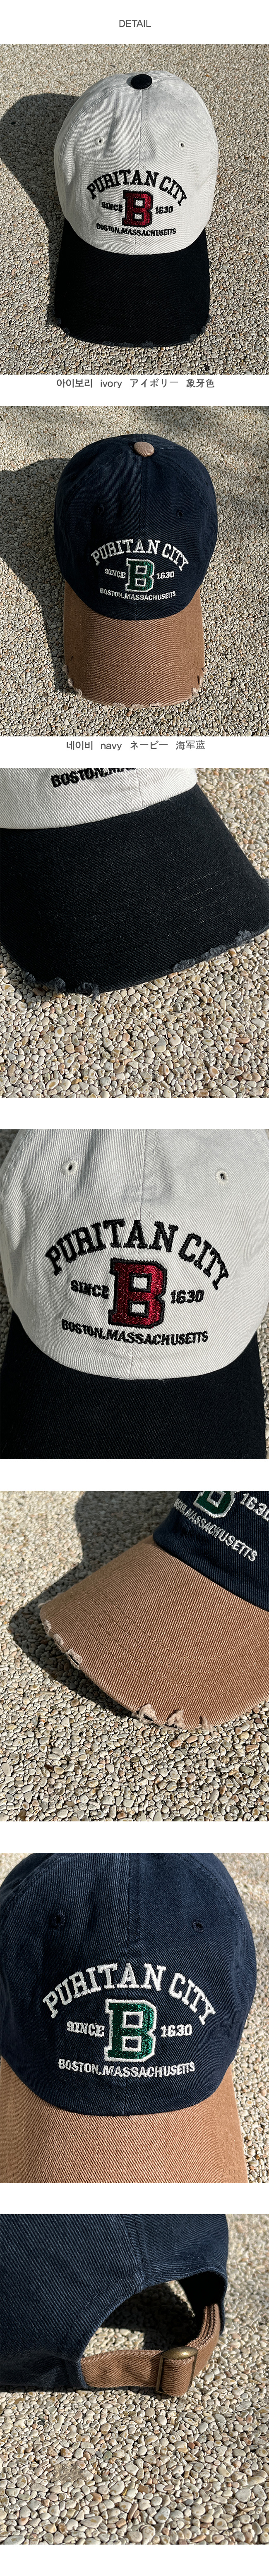 DETAIL
PURITAN CITY
SINCE B 1630
BOSTON,MASSACHUSETTS
아이보리 ivory アイボリー 象牙色
PURITAN CITY
SINCE B 1630
BOSTON,MASSACHUSETTS
네이비 navy ネービー 海军蓝
BOSTON,MA
PURITAN CITY
SINCE B 1630
BOSTON,MASSACHUSETTS
B 1630
MASSACHUSETTS
PURITAN CITY
SINCE B 1630
BOSTON,MASSACHUSETTS